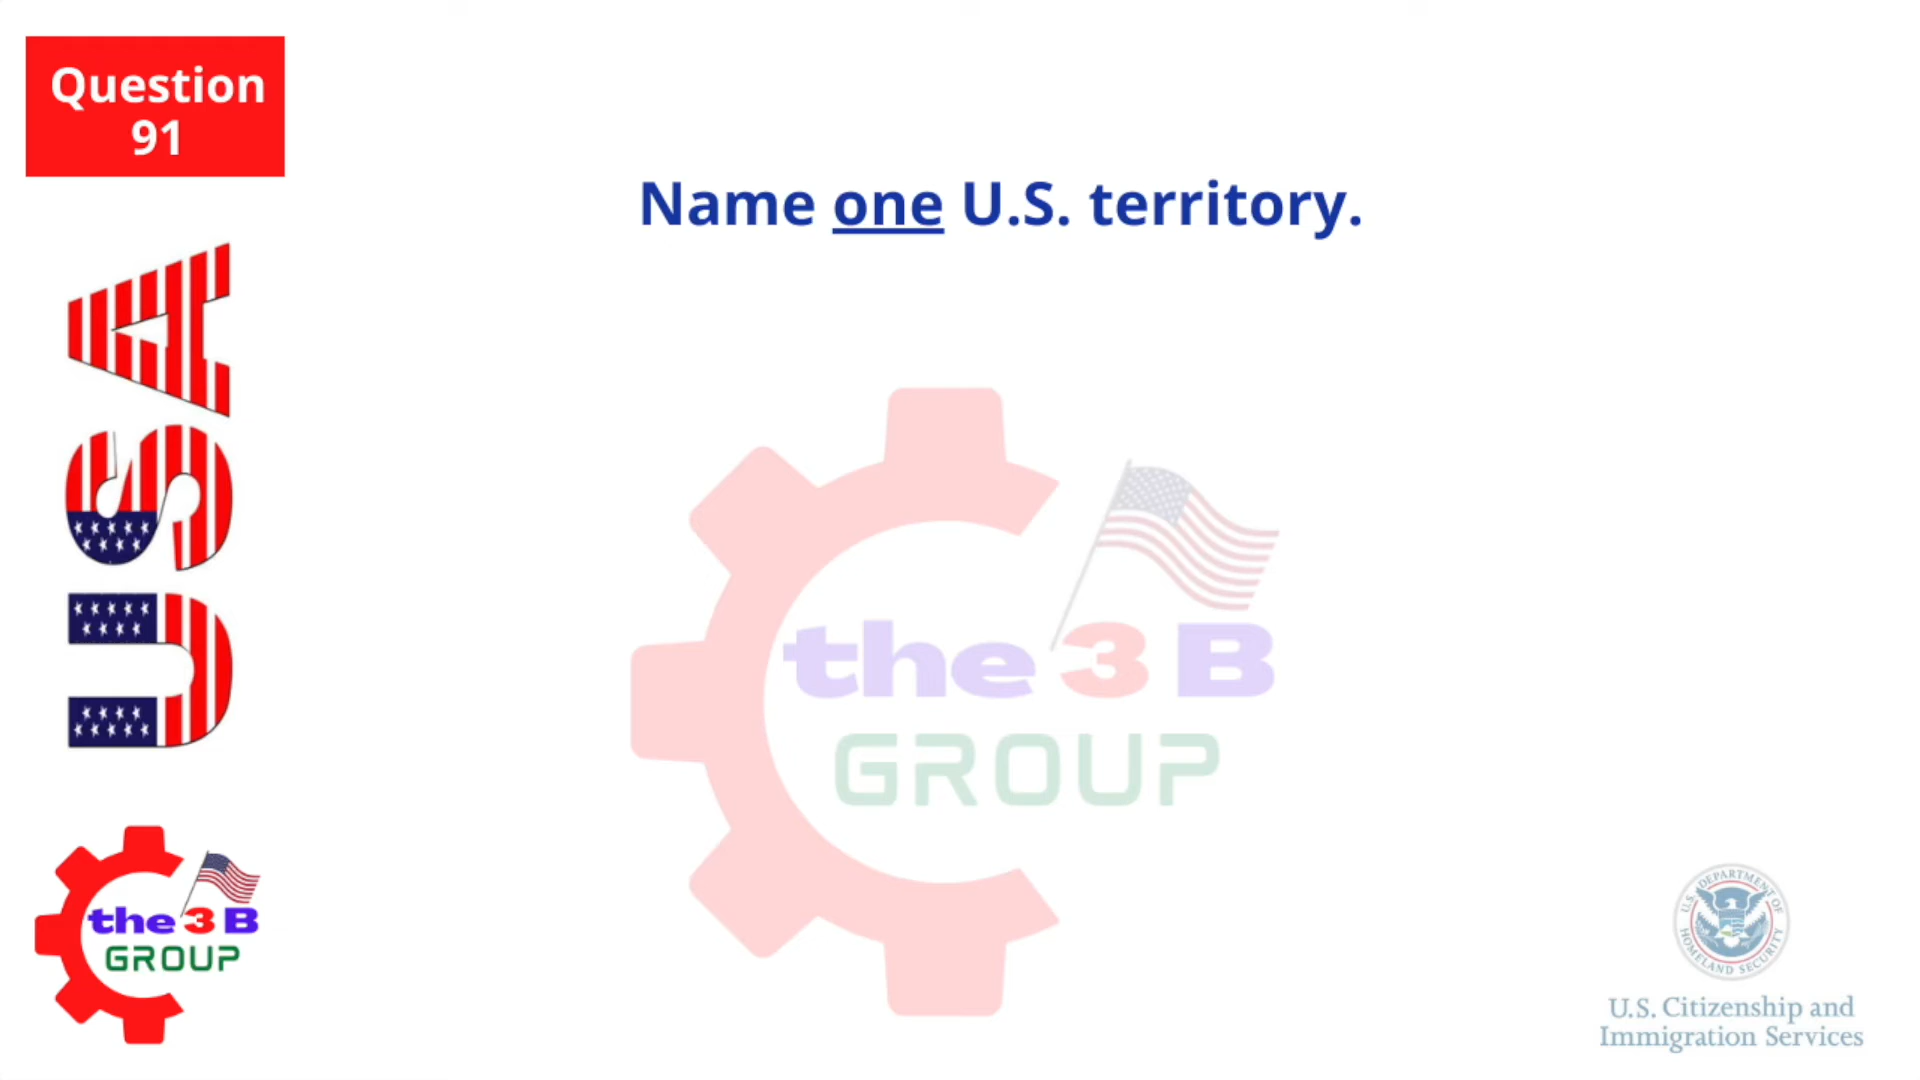 Question
91
Name one U.S. territory.
USA
the 3 B
GROUP
the 3 B
GROUP
U.S. DEPARTMENT OF
HOMELAND SECURITY
U.S. Citizenship and
Immigration Services